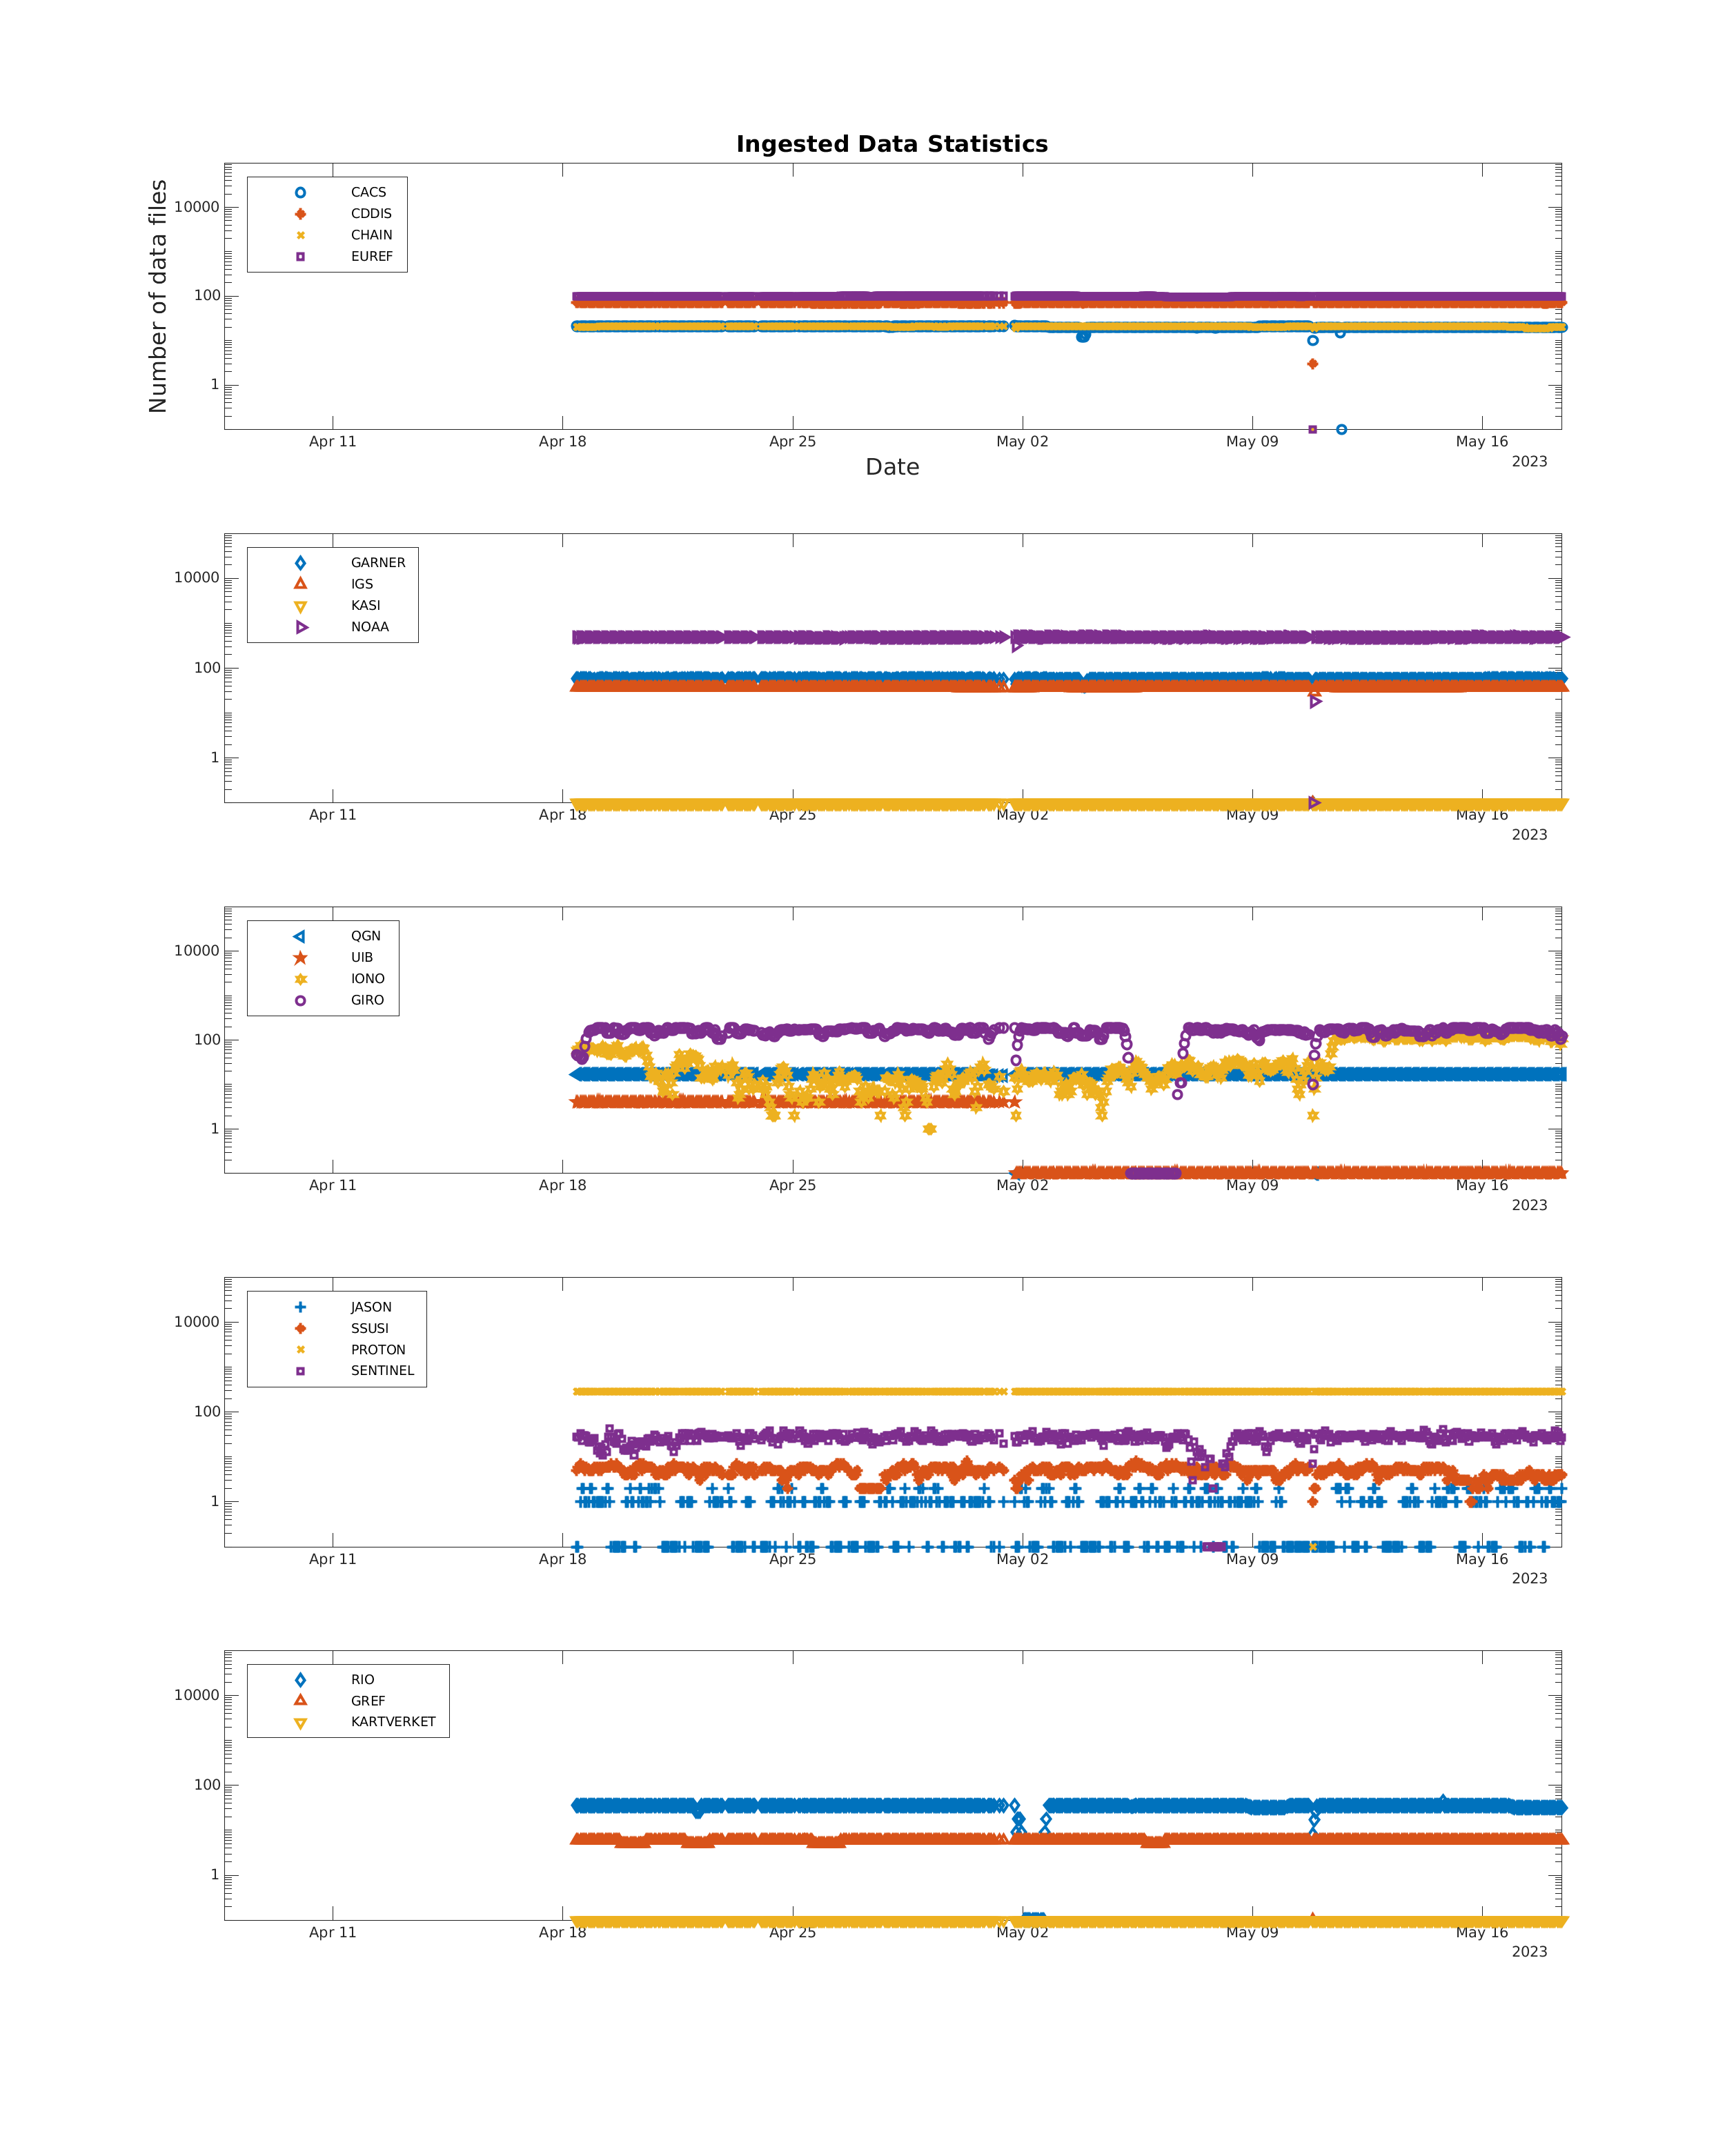 Ingested Data Statistics
Number of data files
CACS
CDDIS
CHAIN
EUREF
10000
100
1
Apr 11 Apr 18 Apr 25 May 02 May 09 May 16
2023
Date
GARNER
IGS
KASI
NOAA
10000
100
1
Apr 11 Apr 18 Apr 25 May 02 May 09 May 16
2023
QGN
UIB
IONO
GIRO
10000
100
1
Apr 11 Apr 18 Apr 25 May 02 May 09 May 16
2023
JASON
SSUSI
PROTON
SENTINEL
10000
100
1
Apr 11 Apr 18 Apr 25 May 02 May 09 May 16
2023
RIO
GREF
KARTVERKET
10000
100
1
Apr 11 Apr 18 Apr 25 May 02 May 09 May 16
2023